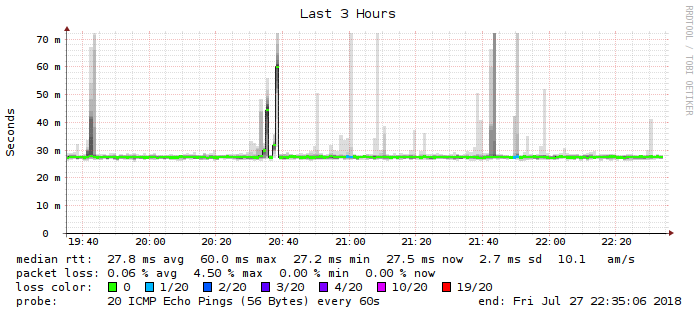 Last 3 Hours
RRDTOOL / TOBI OETIKER
Seconds
70 m
60 m
50 m
40 m
30 m
20 m
10 m
0
19:40 20:00 20:20 20:40 21:00 21:20 21:40 22:00 22:20
median rtt: 27.8 ms avg 60.0 ms max 27.2 ms min 27.5 ms now 2.7 ms sd 10.1 am/s
packet loss: 0.06 % avg 4.50 % max 0.00 % min 0.00 % now
loss color: 0 1/20 2/20 3/20 4/20 10/20 19/20
probe: 20 ICMP Echo Pings (56 Bytes) every 60s end: Fri Jul 27 22:35:06 2018